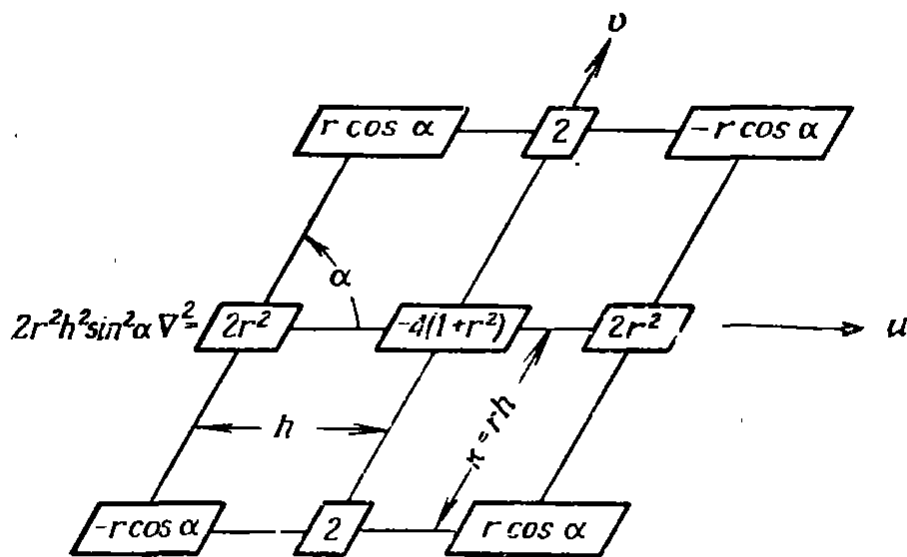 υ
r cos α 2 -r cos α
α
2r²h²sin²α ∇²= 2r² -4(1+r²) 2r² u
h κ=rh
-r cos α 2 r cos α